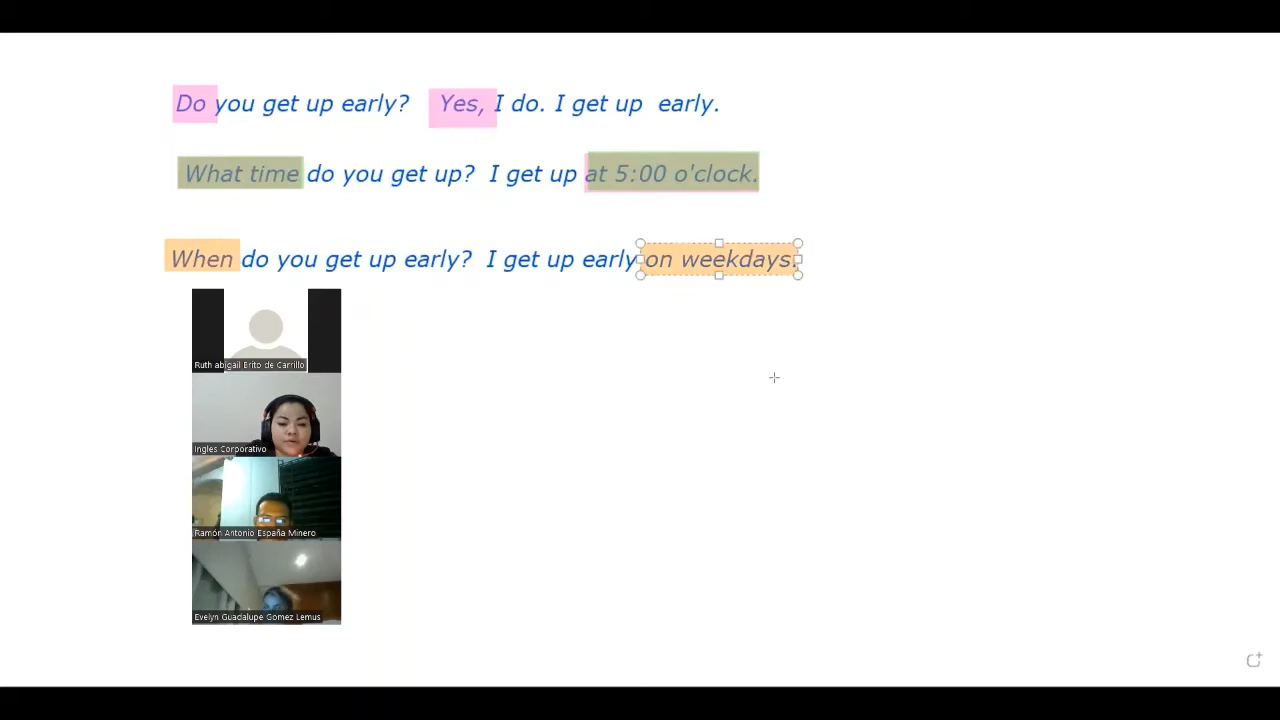 Do you get up early? Yes, I do. I get up early.
What time do you get up? I get up at 5:00 o'clock.
When do you get up early? I get up early on weekdays.
Ruth abigail Brito de Carrillo
Ingles Corporativo
Ramón Antonio España Minero
Evelyn Guadalupe Gomez Lemus